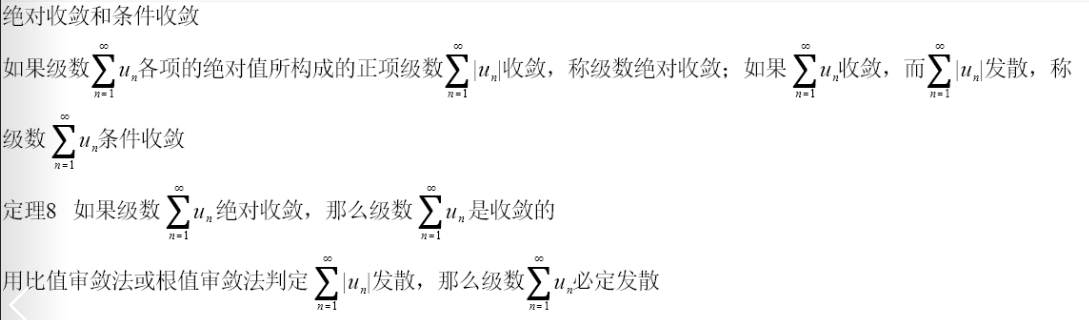 绝对收敛和条件收敛
如果级数$\sum_{n=1}^{\infty} u_n$各项的绝对值所构成的正项级数$\sum_{n=1}^{\infty} |u_n|$收敛，称级数绝对收敛；如果$\sum_{n=1}^{\infty} u_n$收敛，而$\sum_{n=1}^{\infty} |u_n|$发散，称
级数$\sum_{n=1}^{\infty} u_n$条件收敛
定理8 如果级数$\sum_{n=1}^{\infty} u_n$绝对收敛，那么级数$\sum_{n=1}^{\infty} u_n$是收敛的
用比值审敛法或根值审敛法判定$\sum_{n=1}^{\infty} |u_n|$发散，那么级数$\sum_{n=1}^{\infty} u_n$必定发散